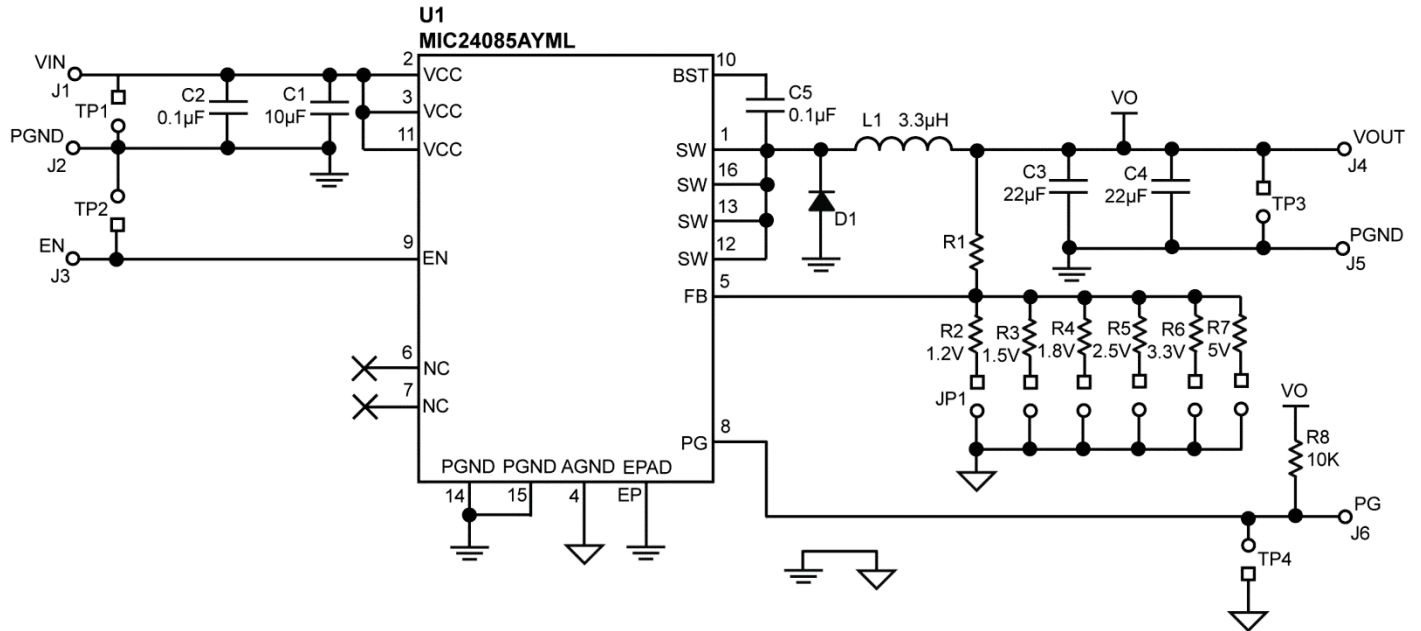 U1
MIC24085AYML
VIN
J1
TP1
PGND
J2
TP2
EN
J3
C2
0.1µF
C1
10µF
2
VCC
3
VCC
11
VCC
9
EN
6
NC
7
NC
PGND
PGND
AGND
EPAD
14
15
4
EP
10
BST
1
SW
16
SW
13
SW
12
SW
5
FB
8
PG
C5
0.1µF
L1 3.3µH
D1
VO
C3
22µF
C4
22µF
TP3
VOUT
J4
PGND
J5
R1
R2
1.2V
R3
1.5V
R4
1.8V
R5
2.5V
R6
3.3V
R7
5V
JP1
VO
R8
10K
PG
J6
TP4